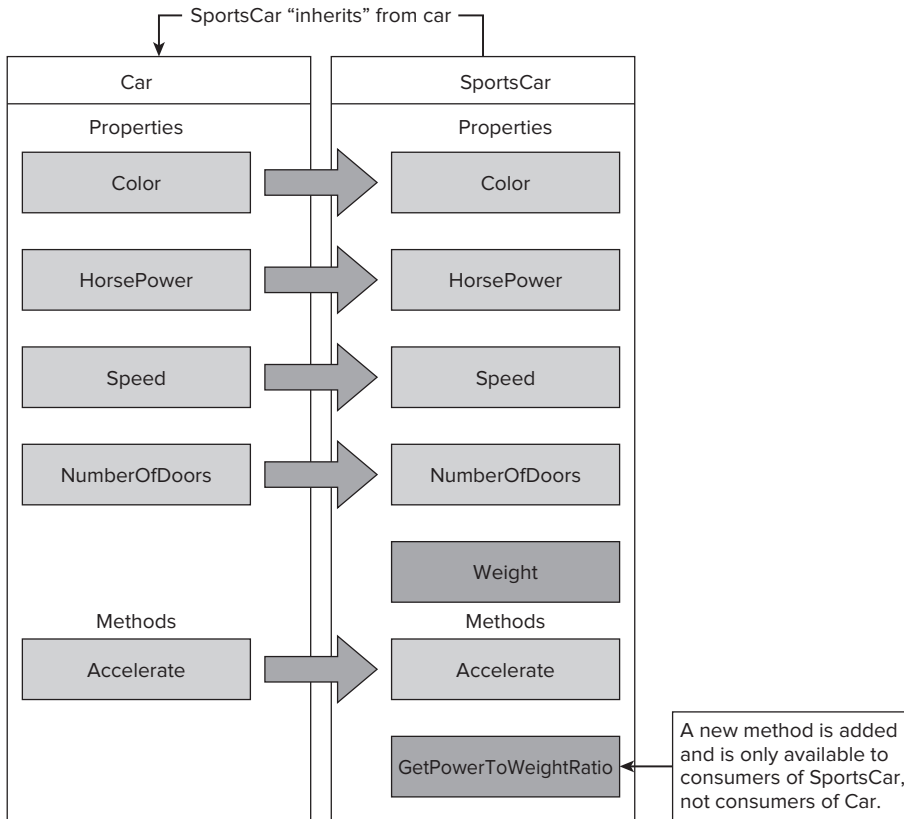 SportsCar “inherits” from car
Car
Properties
Color
HorsePower
Speed
NumberOfDoors
Methods
Accelerate
SportsCar
Properties
Color
HorsePower
Speed
NumberOfDoors
Weight
Methods
Accelerate
GetPowerToWeightRatio
A new method is added
and is only available to
consumers of SportsCar,
not consumers of Car.